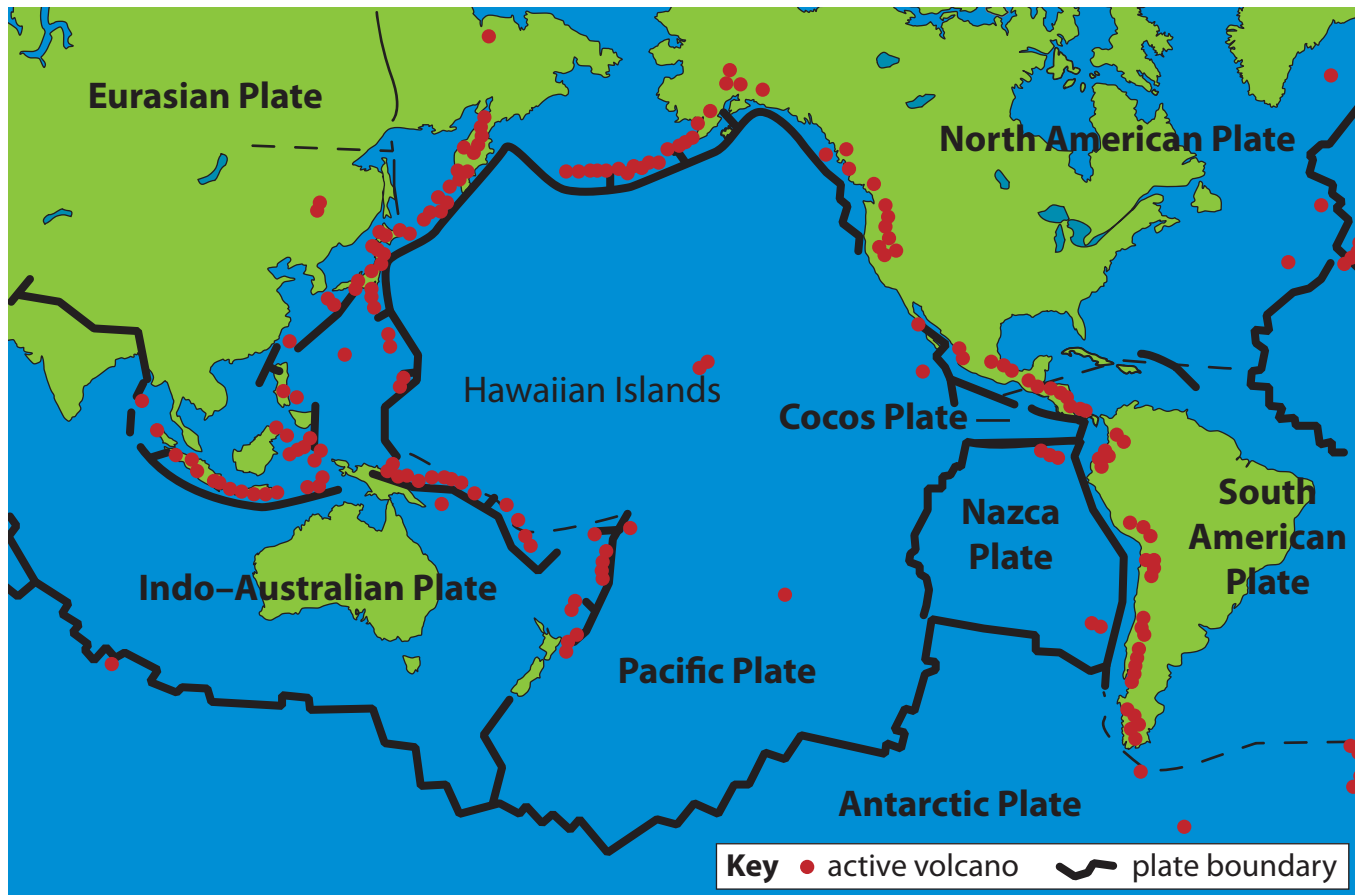 Eurasian Plate
North American Plate
Hawaiian Islands
Cocos Plate
Nazca
Plate
South
American
Plate
Indo–Australian Plate
Pacific Plate
Antarctic Plate
Key active volcano plate boundary